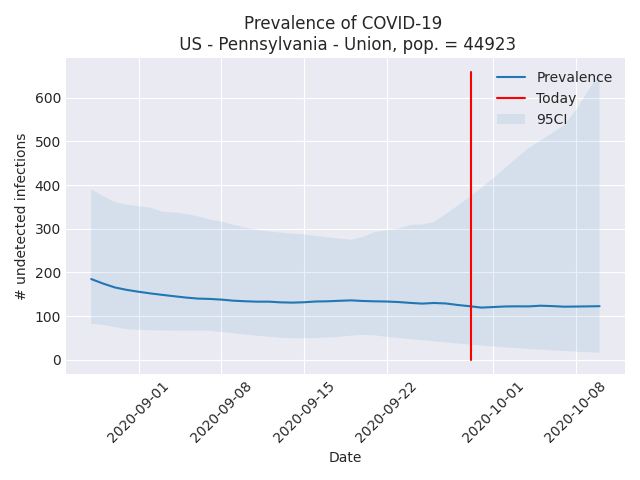 Prevalence of COVID-19
US - Pennsylvania - Union, pop. = 44923
Prevalence
Today
95CI
# undetected infections
600
500
400
300
200
100
0
2020-09-01
2020-09-08
2020-09-15
2020-09-22
2020-10-01
2020-10-08
Date